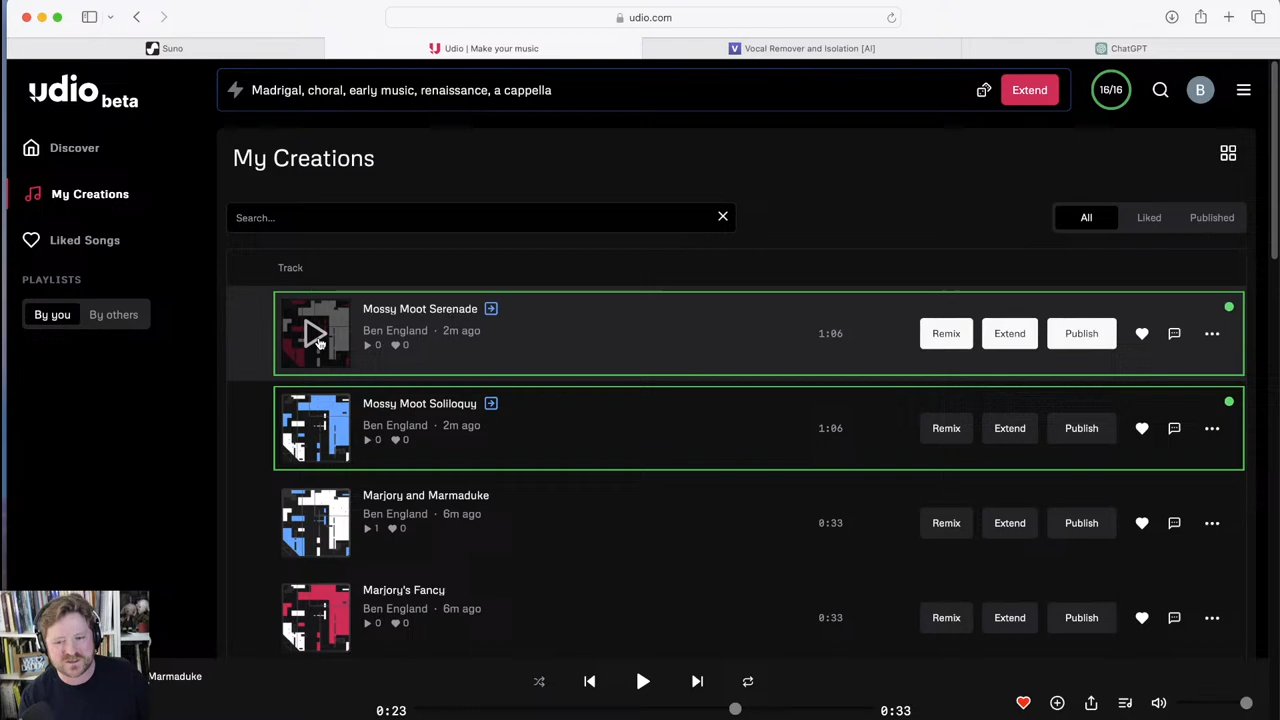 udio.com
Suno
Udio | Make your music
Vocal Remover and Isolation [AI]
ChatGPT
udio beta
Madrigal, choral, early music, renaissance, a cappella
Extend
16/16
B
Discover
My Creations
Liked Songs
PLAYLISTS
By you
By others
My Creations
Search...
All
Liked
Published
Track
Mossy Moot Serenade
Ben England · 2m ago
0 0
1:06
Remix
Extend
Publish
Mossy Moot Soliloquy
Ben England · 2m ago
0 0
1:06
Remix
Extend
Publish
Marjory and Marmaduke
Ben England · 6m ago
1 0
0:33
Remix
Extend
Publish
Marjory's Fancy
Ben England · 6m ago
0 0
0:33
Remix
Extend
Publish
Marmaduke
0:23
0:33